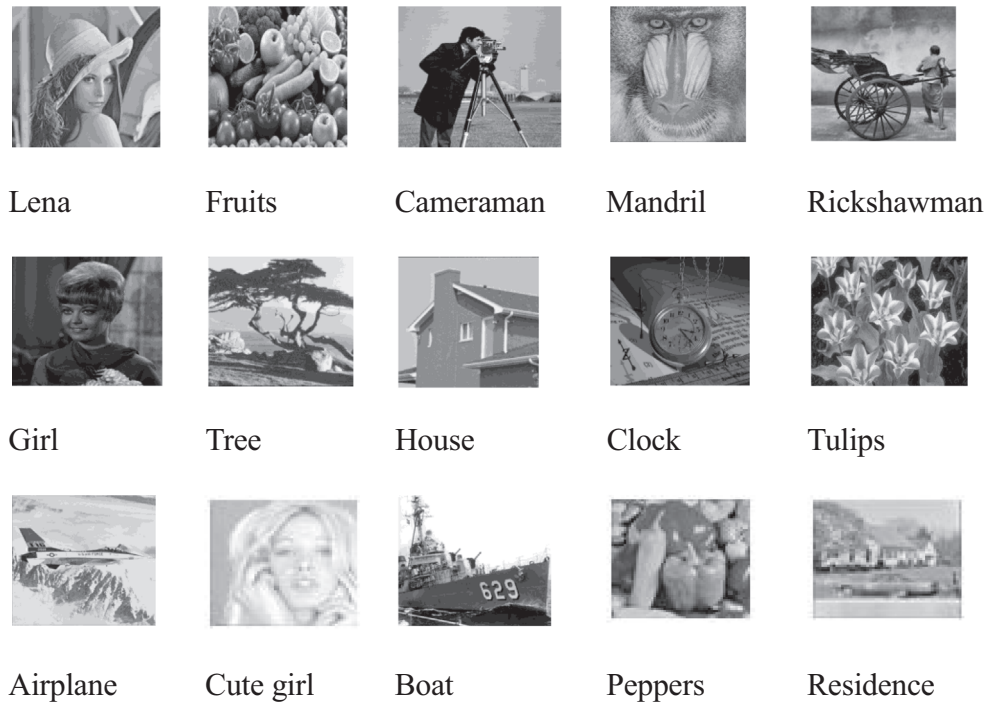 Lena Fruits Cameraman Mandril Rickshawman
Girl Tree House Clock Tulips
629
Airplane Cute girl Boat Peppers Residence